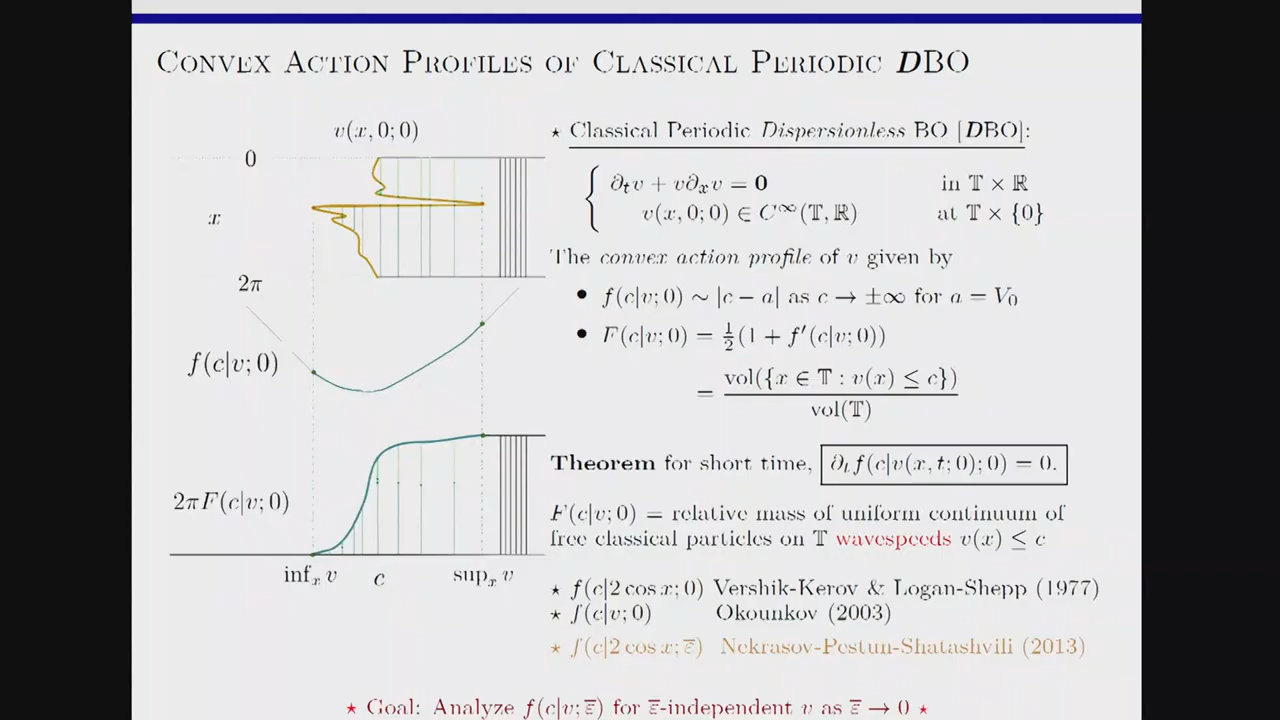 CONVEX ACTION PROFILES OF CLASSICAL PERIODIC DBO
v(x, 0; 0)
0
x
2π
f(c|v; 0)
2πF(c|v; 0)
inf_x v
c
sup_x v
⋆ Classical Periodic Dispersionless BO [DBO]:
{ ∂_t v + v∂_x v = 0 in 𝕋 × ℝ
v(x, 0; 0) ∈ C^∞(𝕋, ℝ) at 𝕋 × {0}
The convex action profile of v given by
• f(c|v; 0) ∼ |c − a| as c → ±∞ for a = V_0
• F(c|v; 0) = ½(1 + f′(c|v; 0))
= vol({x ∈ 𝕋 : v(x) ≤ c}) / vol(𝕋)
Theorem for short time, ∂_t f(c|v(x, t; 0); 0) = 0.
F(c|v; 0) = relative mass of uniform continuum of
free classical particles on 𝕋 wavespeeds v(x) ≤ c
⋆ f(c|2 cos x; 0) Vershik-Kerov & Logan-Shepp (1977)
⋆ f(c|v; 0) Okounkov (2003)
⋆ f(c|2 cos x; ε̅) Nekrasov-Pestun-Shatashvili (2013)
⋆ Goal: Analyze f(c|v; ε̅) for ε̅-independent v as ε̅ → 0 ⋆